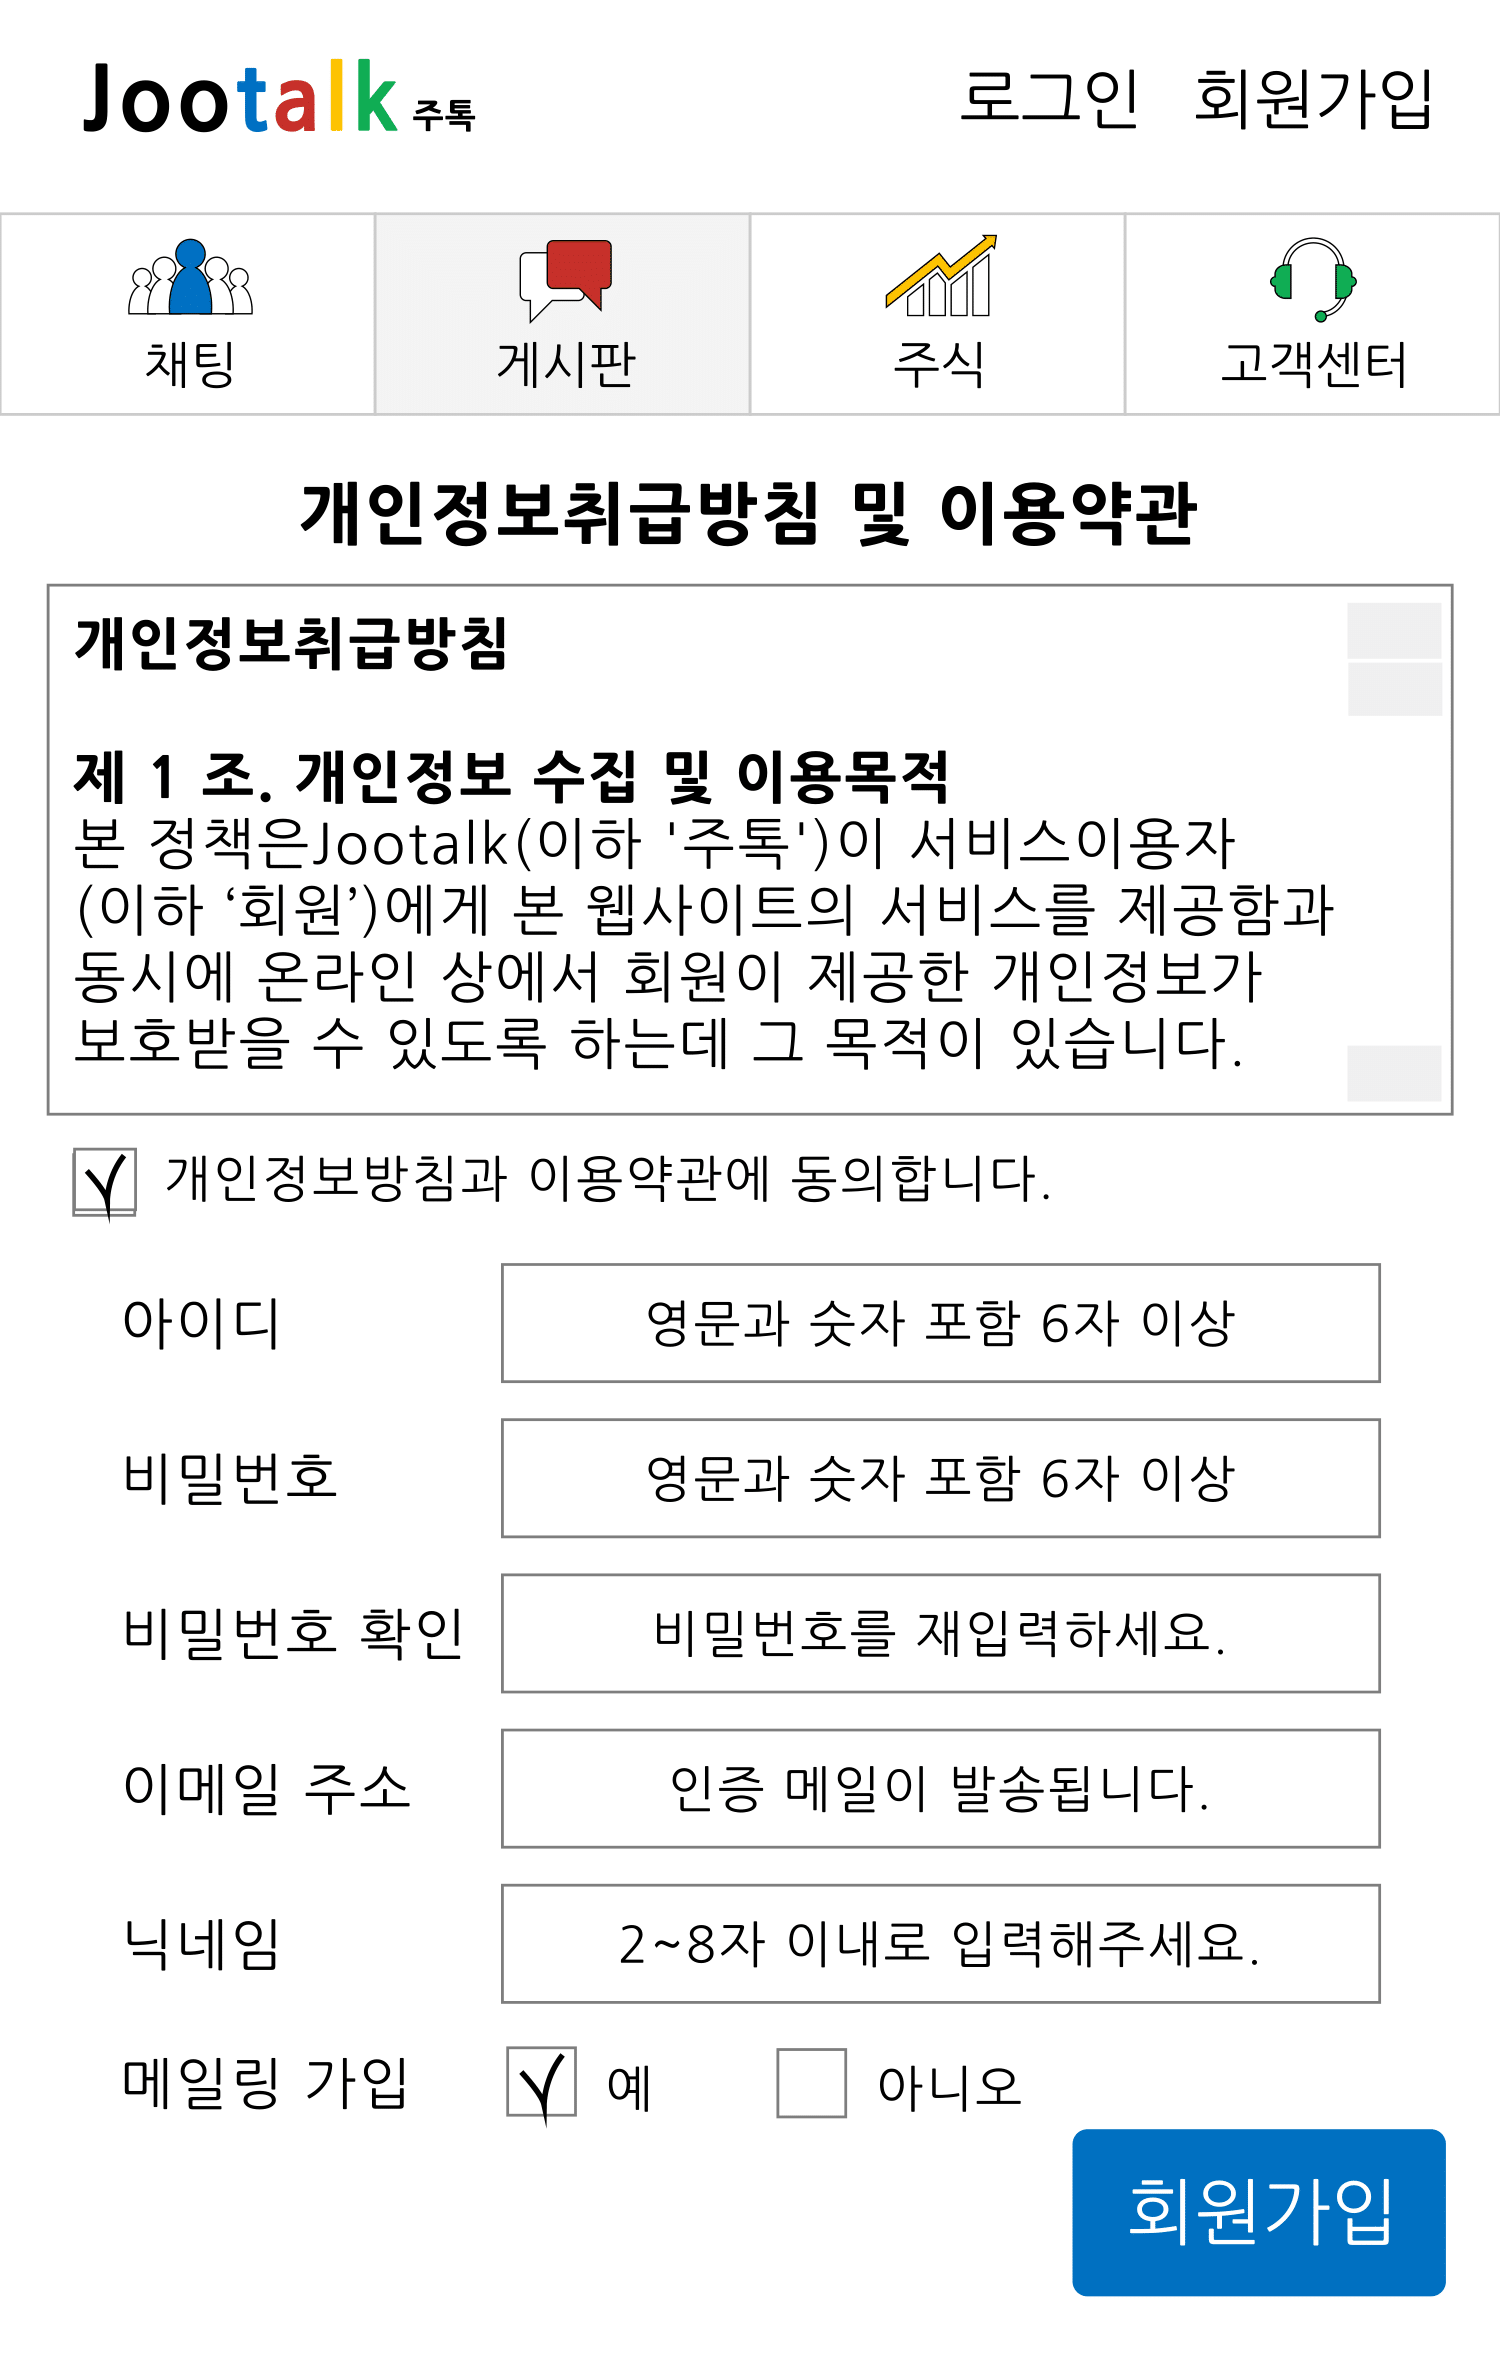 Jootalk 주톡
로그인 회원가입
채팅 게시판 주식 고객센터
개인정보취급방침 및 이용약관
개인정보취급방침
제 1 조. 개인정보 수집 및 이용목적
본 정책은Jootalk(이하 '주톡')이 서비스이용자
(이하 ‘회원’)에게 본 웹사이트의 서비스를 제공함과
동시에 온라인 상에서 회원이 제공한 개인정보가
보호받을 수 있도록 하는데 그 목적이 있습니다.
개인정보방침과 이용약관에 동의합니다.
아이디 영문과 숫자 포함 6자 이상
비밀번호 영문과 숫자 포함 6자 이상
비밀번호 확인 비밀번호를 재입력하세요.
이메일 주소 인증 메일이 발송됩니다.
닉네임 2~8자 이내로 입력해주세요.
메일링 가입 예 아니오
회원가입